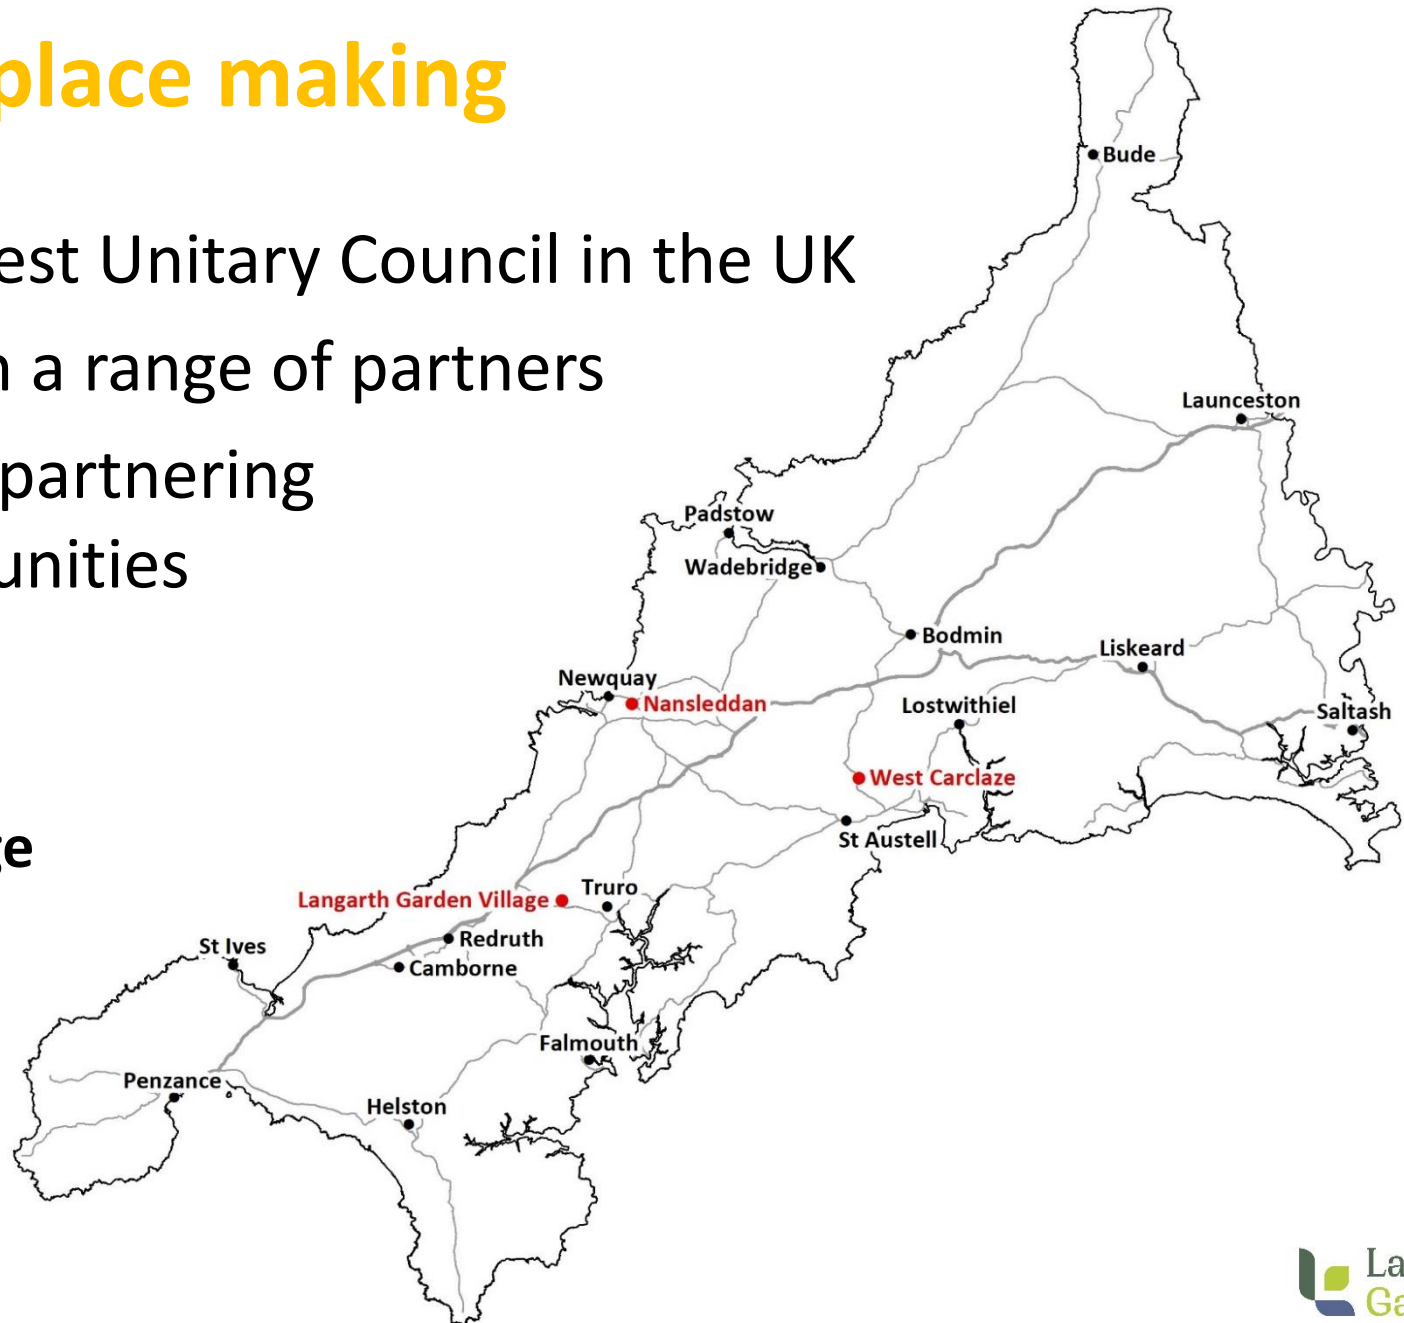 place making
est Unitary Council in the UK
a range of partners
partnering
unities
ge
Bude
Launceston
Padstow
Wadebridge
Bodmin
Liskeard
Newquay
Nansleddan
Lostwithiel
Saltash
West Carclaze
St Austell
Langarth Garden Village
Truro
Redruth
St Ives
Camborne
Falmouth
Penzance
Helston
La
Ga